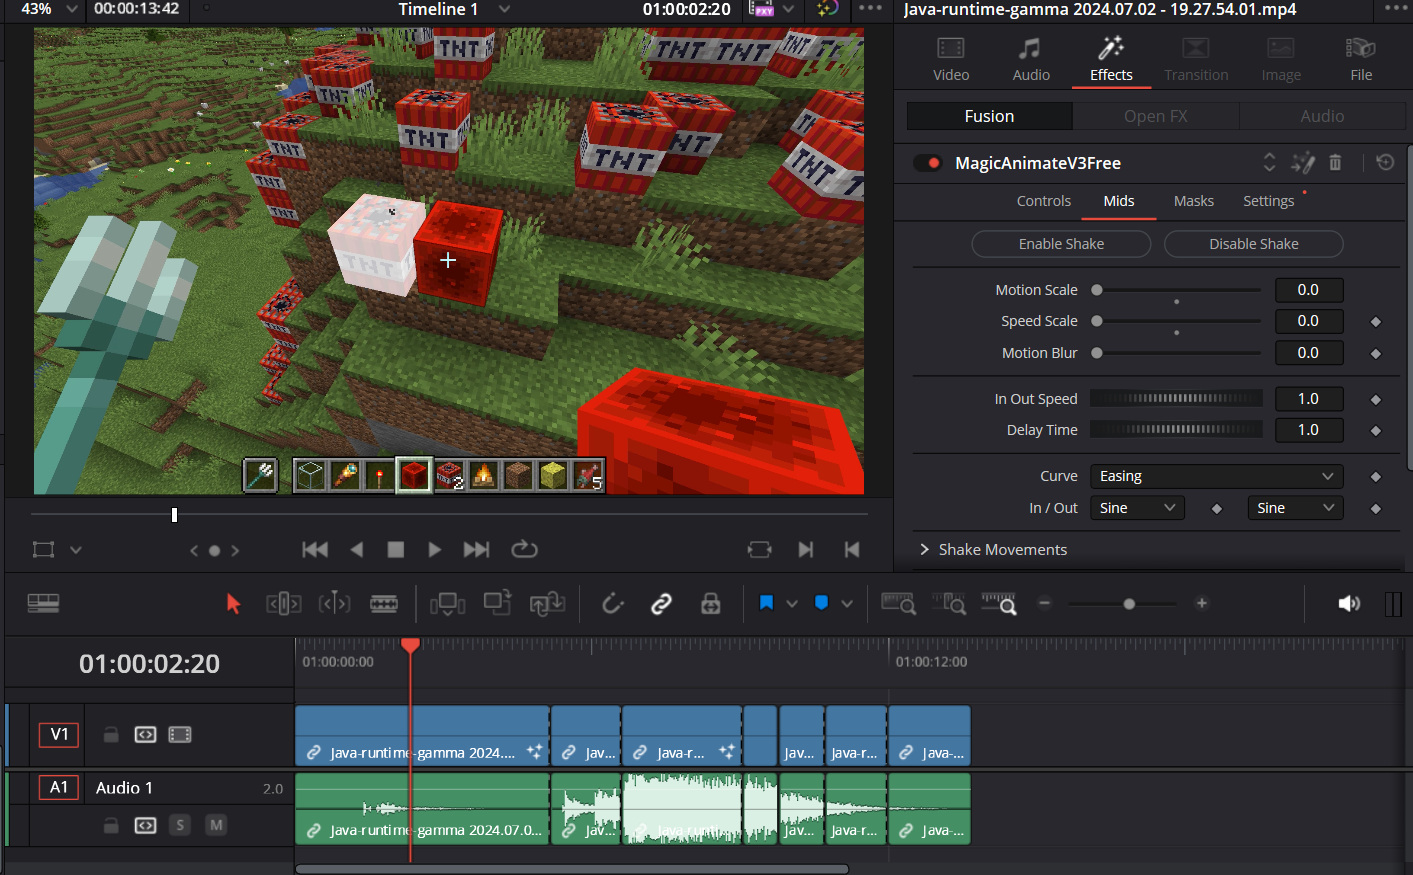 43% 00:00:13:42 Timeline 1 01:00:02:20 PXY Java-runtime-gamma 2024.07.02 - 19.27.54.01.mp4
Video Audio Effects Transition Image File
Fusion Open FX Audio
MagicAnimateV3Free
Controls Mids Masks Settings
Enable Shake Disable Shake
Motion Scale 0.0
Speed Scale 0.0
Motion Blur 0.0
In Out Speed 1.0
Delay Time 1.0
Curve Easing
In / Out Sine Sine
Shake Movements
TNT
TNT TNT
TNT
TNT
TNT
TNT
TNT
TNT
TNT
TNT
TNT
2 5
01:00:02:20 01:00:00:00 01:00:12:00
V1
Java-runtime-gamma 2024.... Jav... Java-r... Jav... Java-r... Java-...
A1 Audio 1 2.0
S M
Java-runtime-gamma 2024.07.0... Jav... Jav... Java-r... Java-...